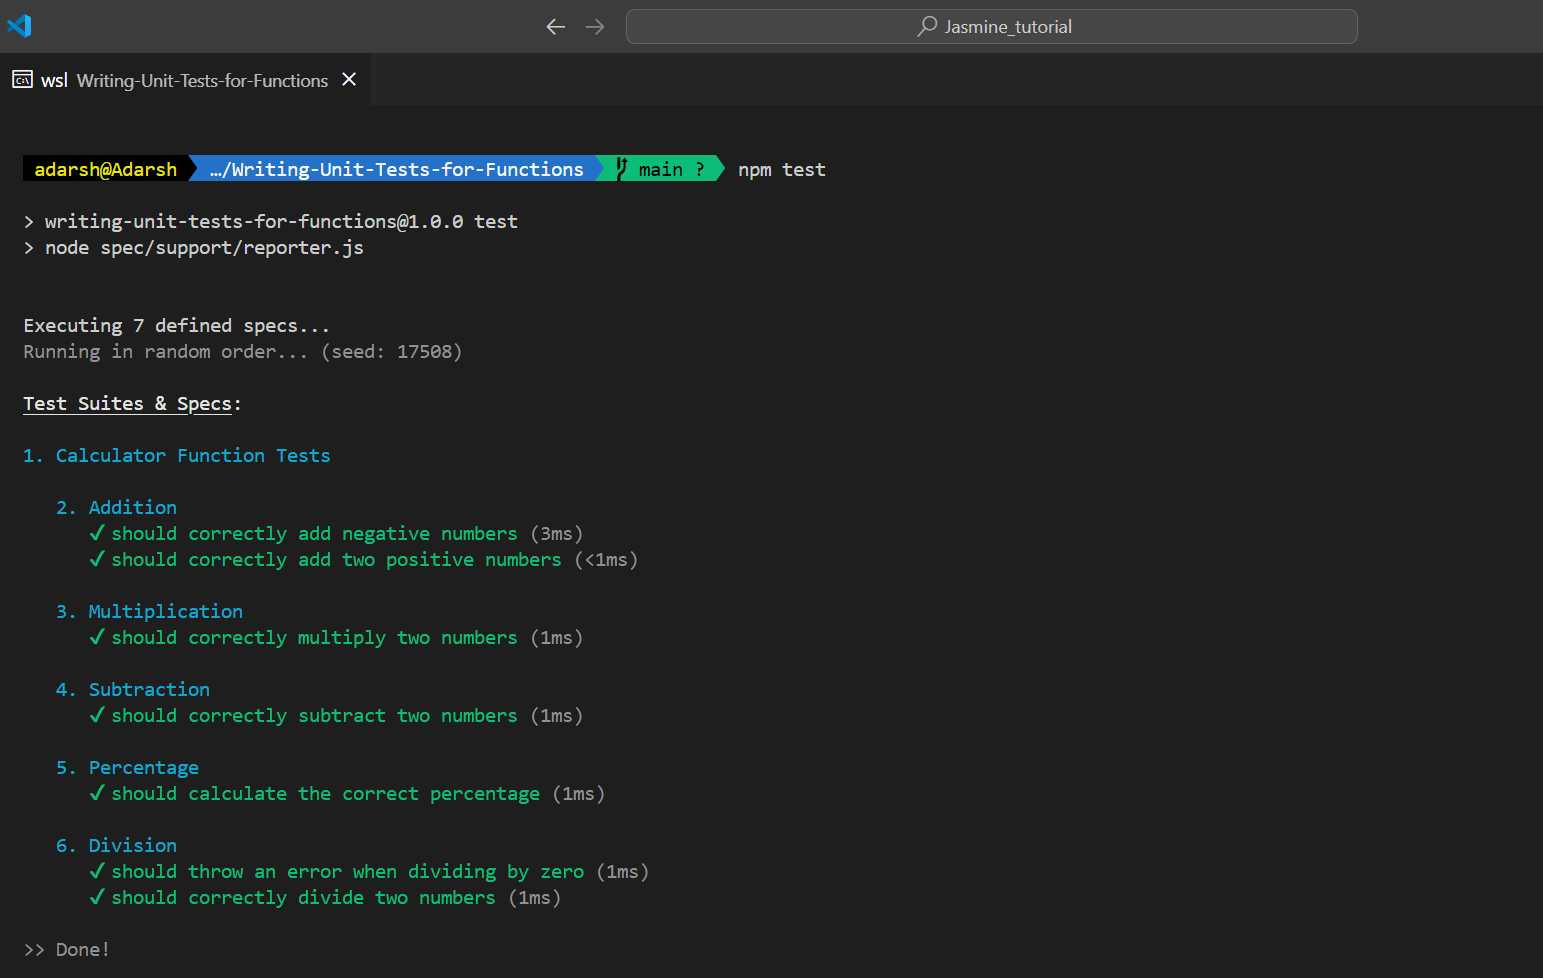 Jasmine_tutorial
wsl Writing-Unit-Tests-for-Functions
adarsh@Adarsh …/Writing-Unit-Tests-for-Functions main ? npm test
> writing-unit-tests-for-functions@1.0.0 test
> node spec/support/reporter.js
Executing 7 defined specs...
Running in random order... (seed: 17508)
Test Suites & Specs:
1. Calculator Function Tests
2. Addition
✓ should correctly add negative numbers (3ms)
✓ should correctly add two positive numbers (<1ms)
3. Multiplication
✓ should correctly multiply two numbers (1ms)
4. Subtraction
✓ should correctly subtract two numbers (1ms)
5. Percentage
✓ should calculate the correct percentage (1ms)
6. Division
✓ should throw an error when dividing by zero (1ms)
✓ should correctly divide two numbers (1ms)
>> Done!